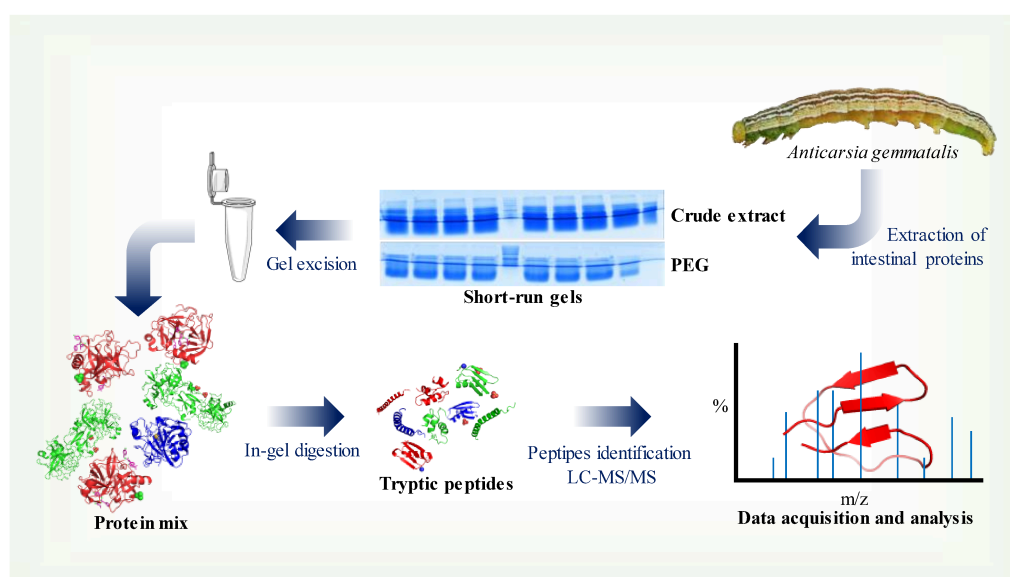 Anticarsia gemmatalis
Extraction of
intestinal proteins
Crude extract
PEG
Short-run gels
Gel excision
Protein mix
In-gel digestion
Tryptic peptides
Peptipes identification
LC-MS/MS
%
m/z
Data acquisition and analysis